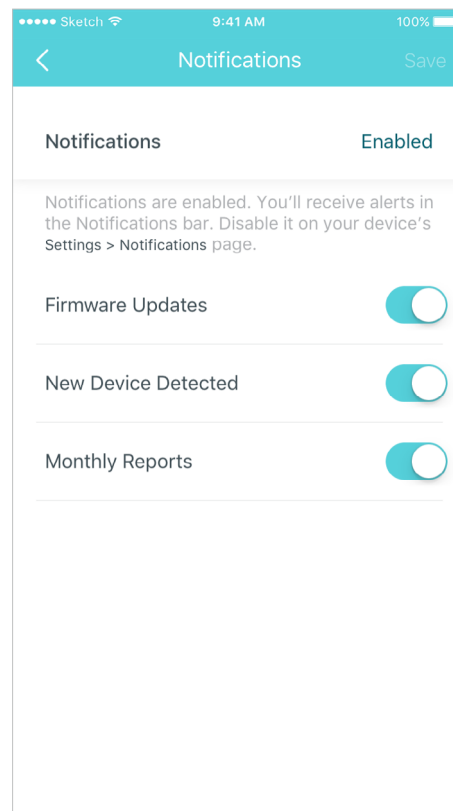 Sketch 9:41 AM 100%
Notifications Save
Notifications Enabled
Notifications are enabled. You’ll receive alerts in
the Notifications bar. Disable it on your device’s
Settings > Notifications page.
Firmware Updates
New Device Detected
Monthly Reports